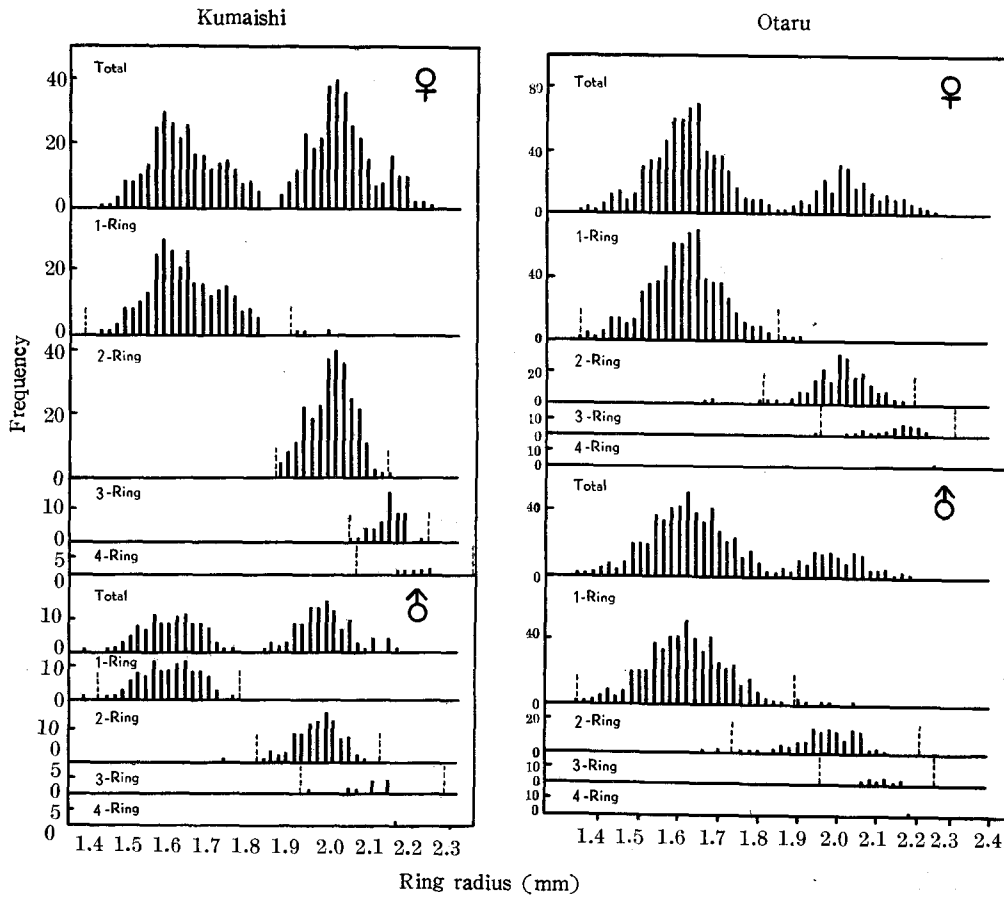 Kumaishi
Otaru
Frequency
40
20
0
Total
♀
20
0
1-Ring
40
20
0
2-Ring
10
0
3-Ring
5
0
4-Ring
20
10
0
Total
♂
10
0
1-Ring
10
0
2-Ring
5
0
3-Ring
5
0
4-Ring
1.4 1.5 1.6 1.7 1.8 1.9 2.0 2.1 2.2 2.3
80
40
0
Total
♀
40
0
1-Ring
20
0
2-Ring
10
0
3-Ring
10
0
4-Ring
40
0
Total
♂
40
0
1-Ring
20
0
2-Ring
10
0
3-Ring
10
0
4-Ring
1.4 1.5 1.6 1.7 1.8 1.9 2.0 2.1 2.2 2.3 2.4
Ring radius (mm)